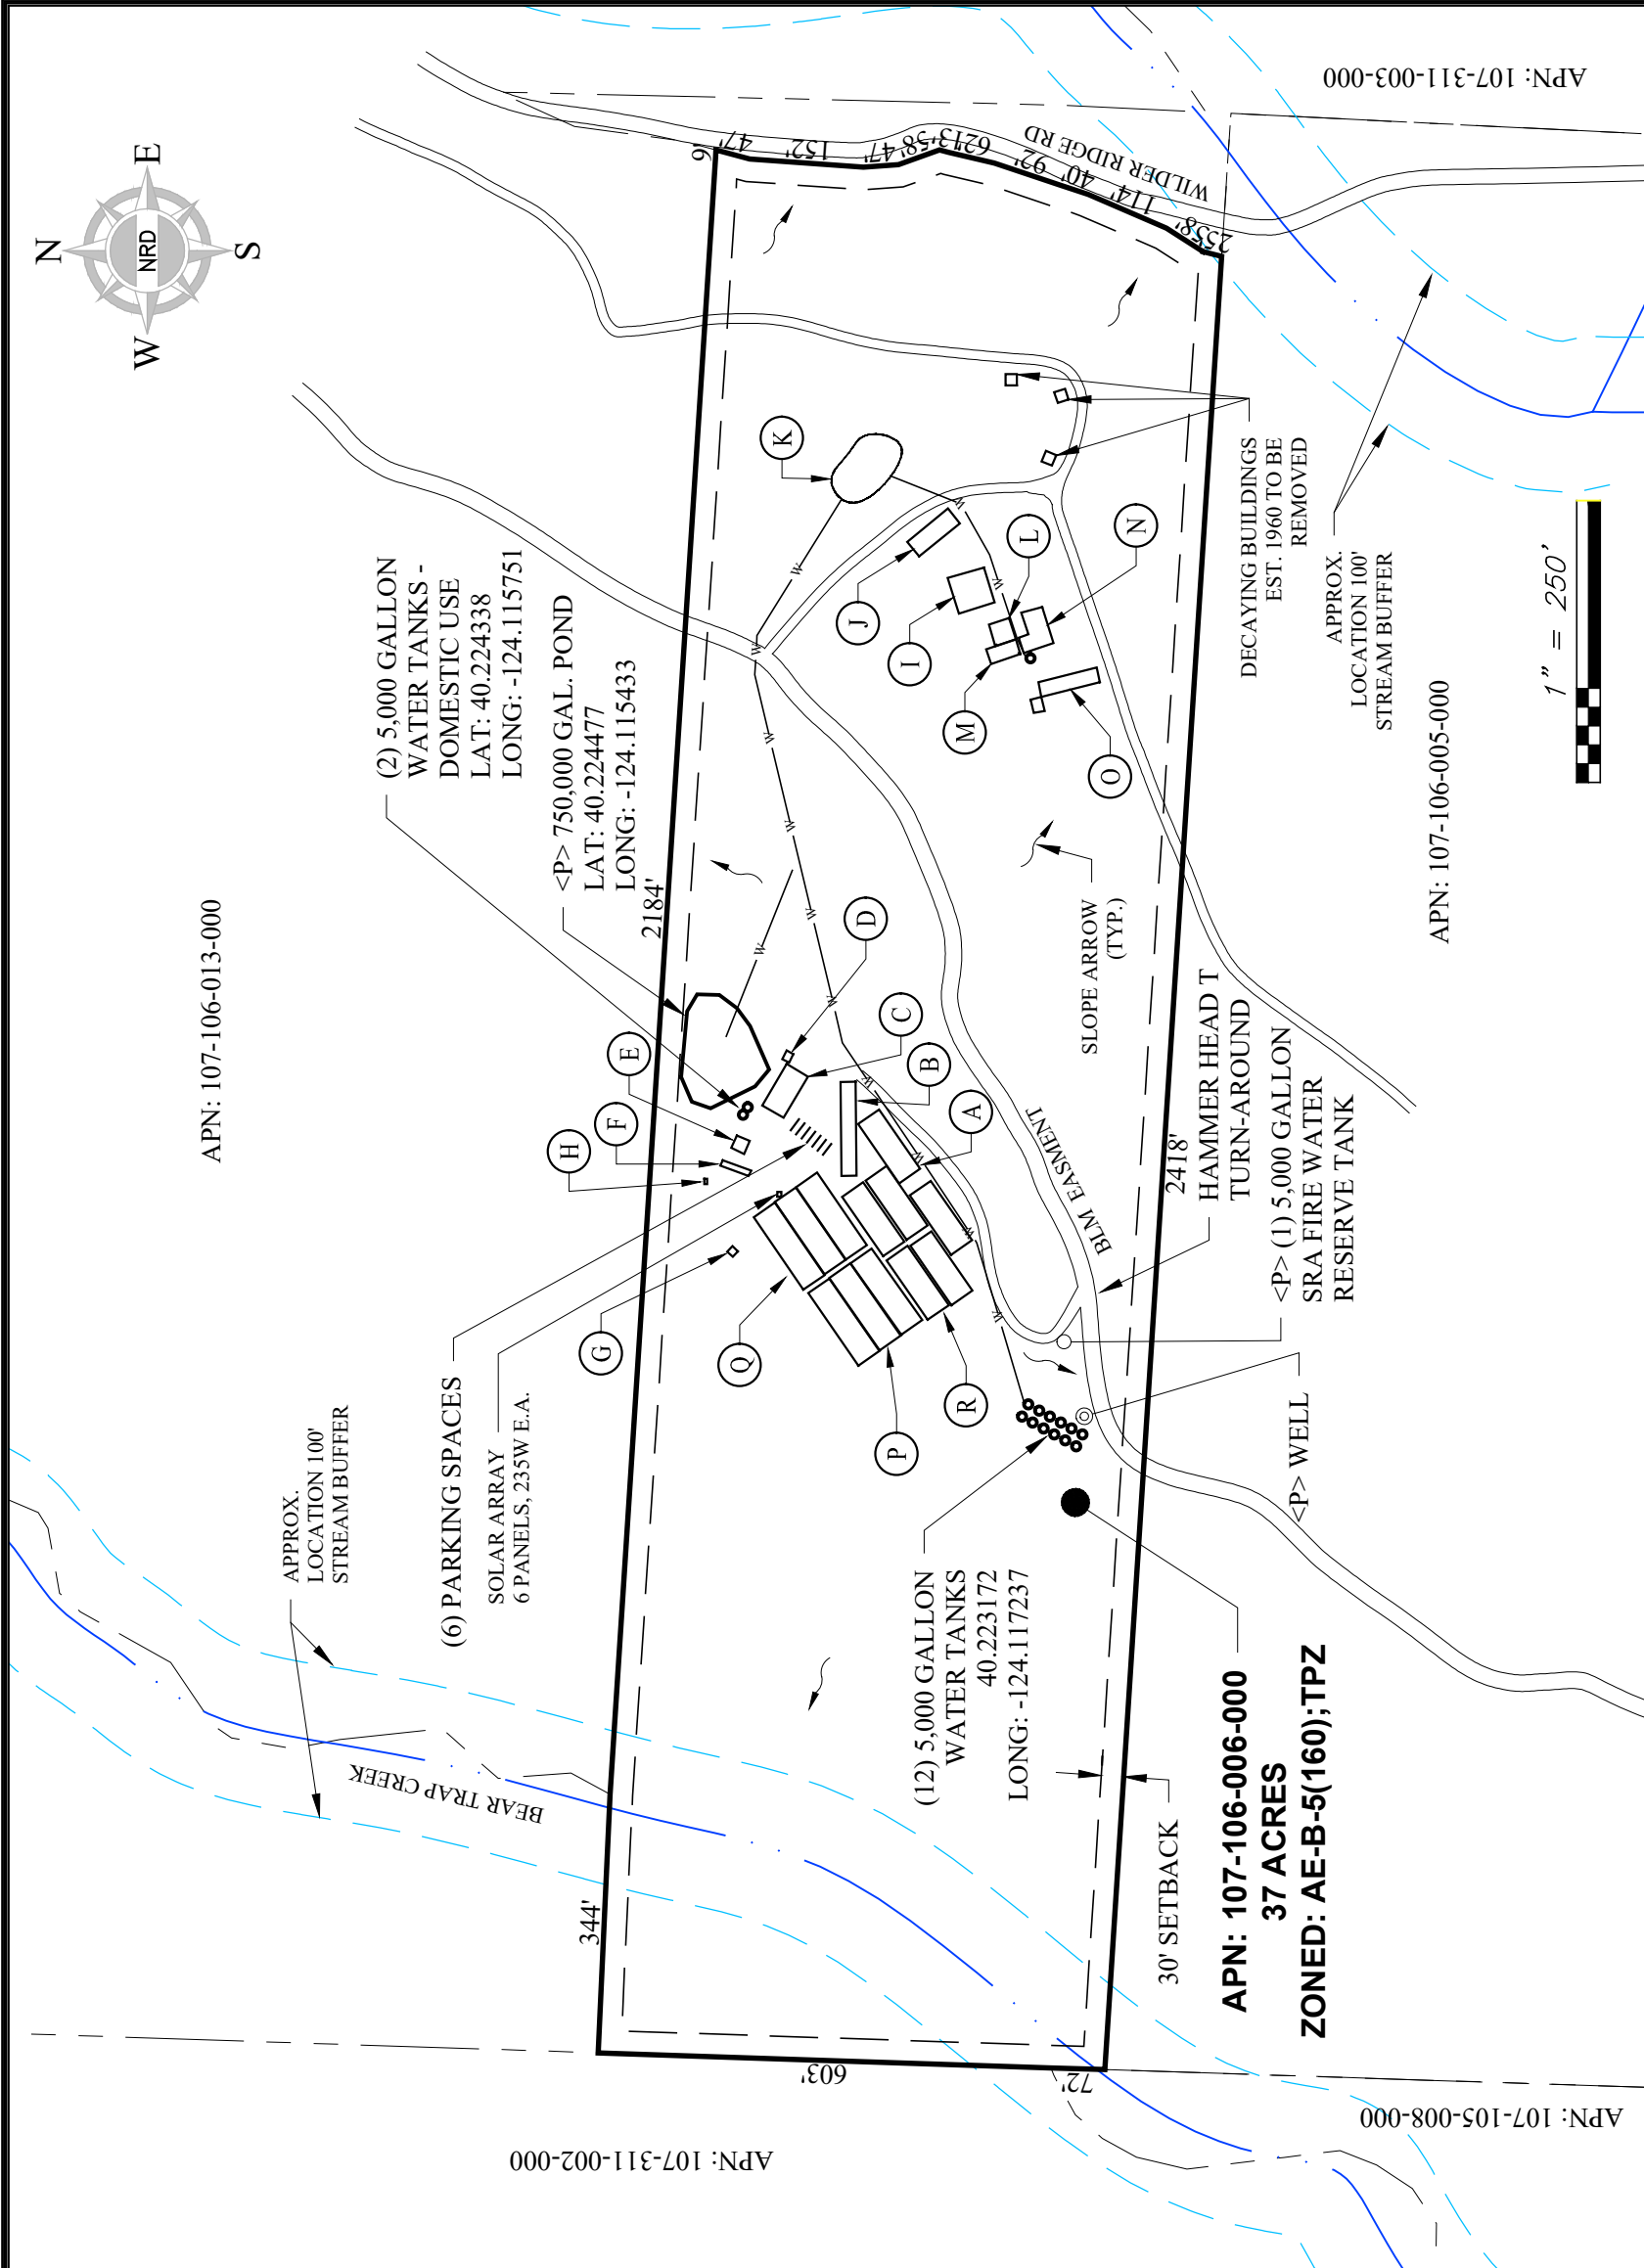 N
E
S
W
NRD
APN: 107-106-013-000
APN: 107-311-003-000
(2) 5,000 GALLON
WATER TANKS -
DOMESTIC USE
LAT: 40.224338
LONG: -124.115751
<P> 750,000 GAL. POND
LAT: 40.224477
LONG: -124.115433
2184'
344'
9'
47'
152'
47'
58'
13'
62'
92'
40'
114'
58'
25'
WILDER RIDGE RD
K
J
I
L
M
N
O
D
C
B
A
E
F
H
G
Q
P
R
W
W
W
W
W
W
W
W
W
W
W
W
W
DECAYING BUILDINGS
EST. 1960 TO BE
REMOVED
APPROX.
LOCATION 100'
STREAM BUFFER
1" = 250'
APN: 107-106-005-000
SLOPE ARROW
(TYP.)
BLM EASMENT
2418'
HAMMER HEAD T
TURN-AROUND
<P> (1) 5,000 GALLON
SRA FIRE WATER
RESERVE TANK
<P> WELL
(6) PARKING SPACES
SOLAR ARRAY
6 PANELS, 235W E.A.
APPROX.
LOCATION 100'
STREAM BUFFER
BEAR TRAP CREEK
(12) 5,000 GALLON
WATER TANKS
40.223172
LONG: -124.117237
30' SETBACK
APN: 107-106-006-000
37 ACRES
ZONED: AE-B-5(160);TPZ
603'
72'
APN: 107-311-002-000
APN: 107-105-008-000